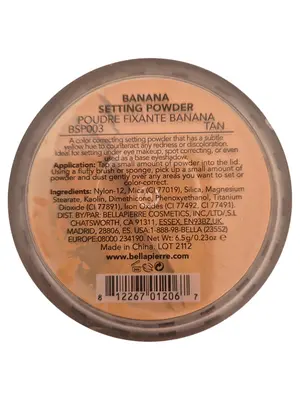 BANANA
SETTING POWDER
POUDRE FIXANTE BANANA
BSP003 TAN
A color correcting setting powder that has a subtle
yellow hue to counteract any redness or discoloration.
Ideal for setting under eye makeup, spot correcting, or even
used as a base eyeshadow.
Application: Tap a small amount of powder into the lid.
Using a fluffy brush or sponge, pick up a small amount of
powder and dust gently over any areas you want to set or
color-correct.
Ingredients: Nylon-12, Mica (CI 77019), Silica, Magnesium
Stearate, Kaolin, Dimethicone, Phenoxyethanol, Titanium
Dioxide (CI 77891), Iron Oxides (CI 77491).
DIST. BY/PAR. BELLAPIERRE COSMETICS, INC./LTD/S.L
CHATSWORTH, CA 91311, ESSEX, EN93BZ,UK.
MADRID, 28806, ES. USA:1-888-98-BELLA (23552)
EUROPE:08000 234190. Net Wt: 6.5g/0.23oz ℮
Made in China. LOT 2112
www.bellapierre.com
8 12267 01206 7